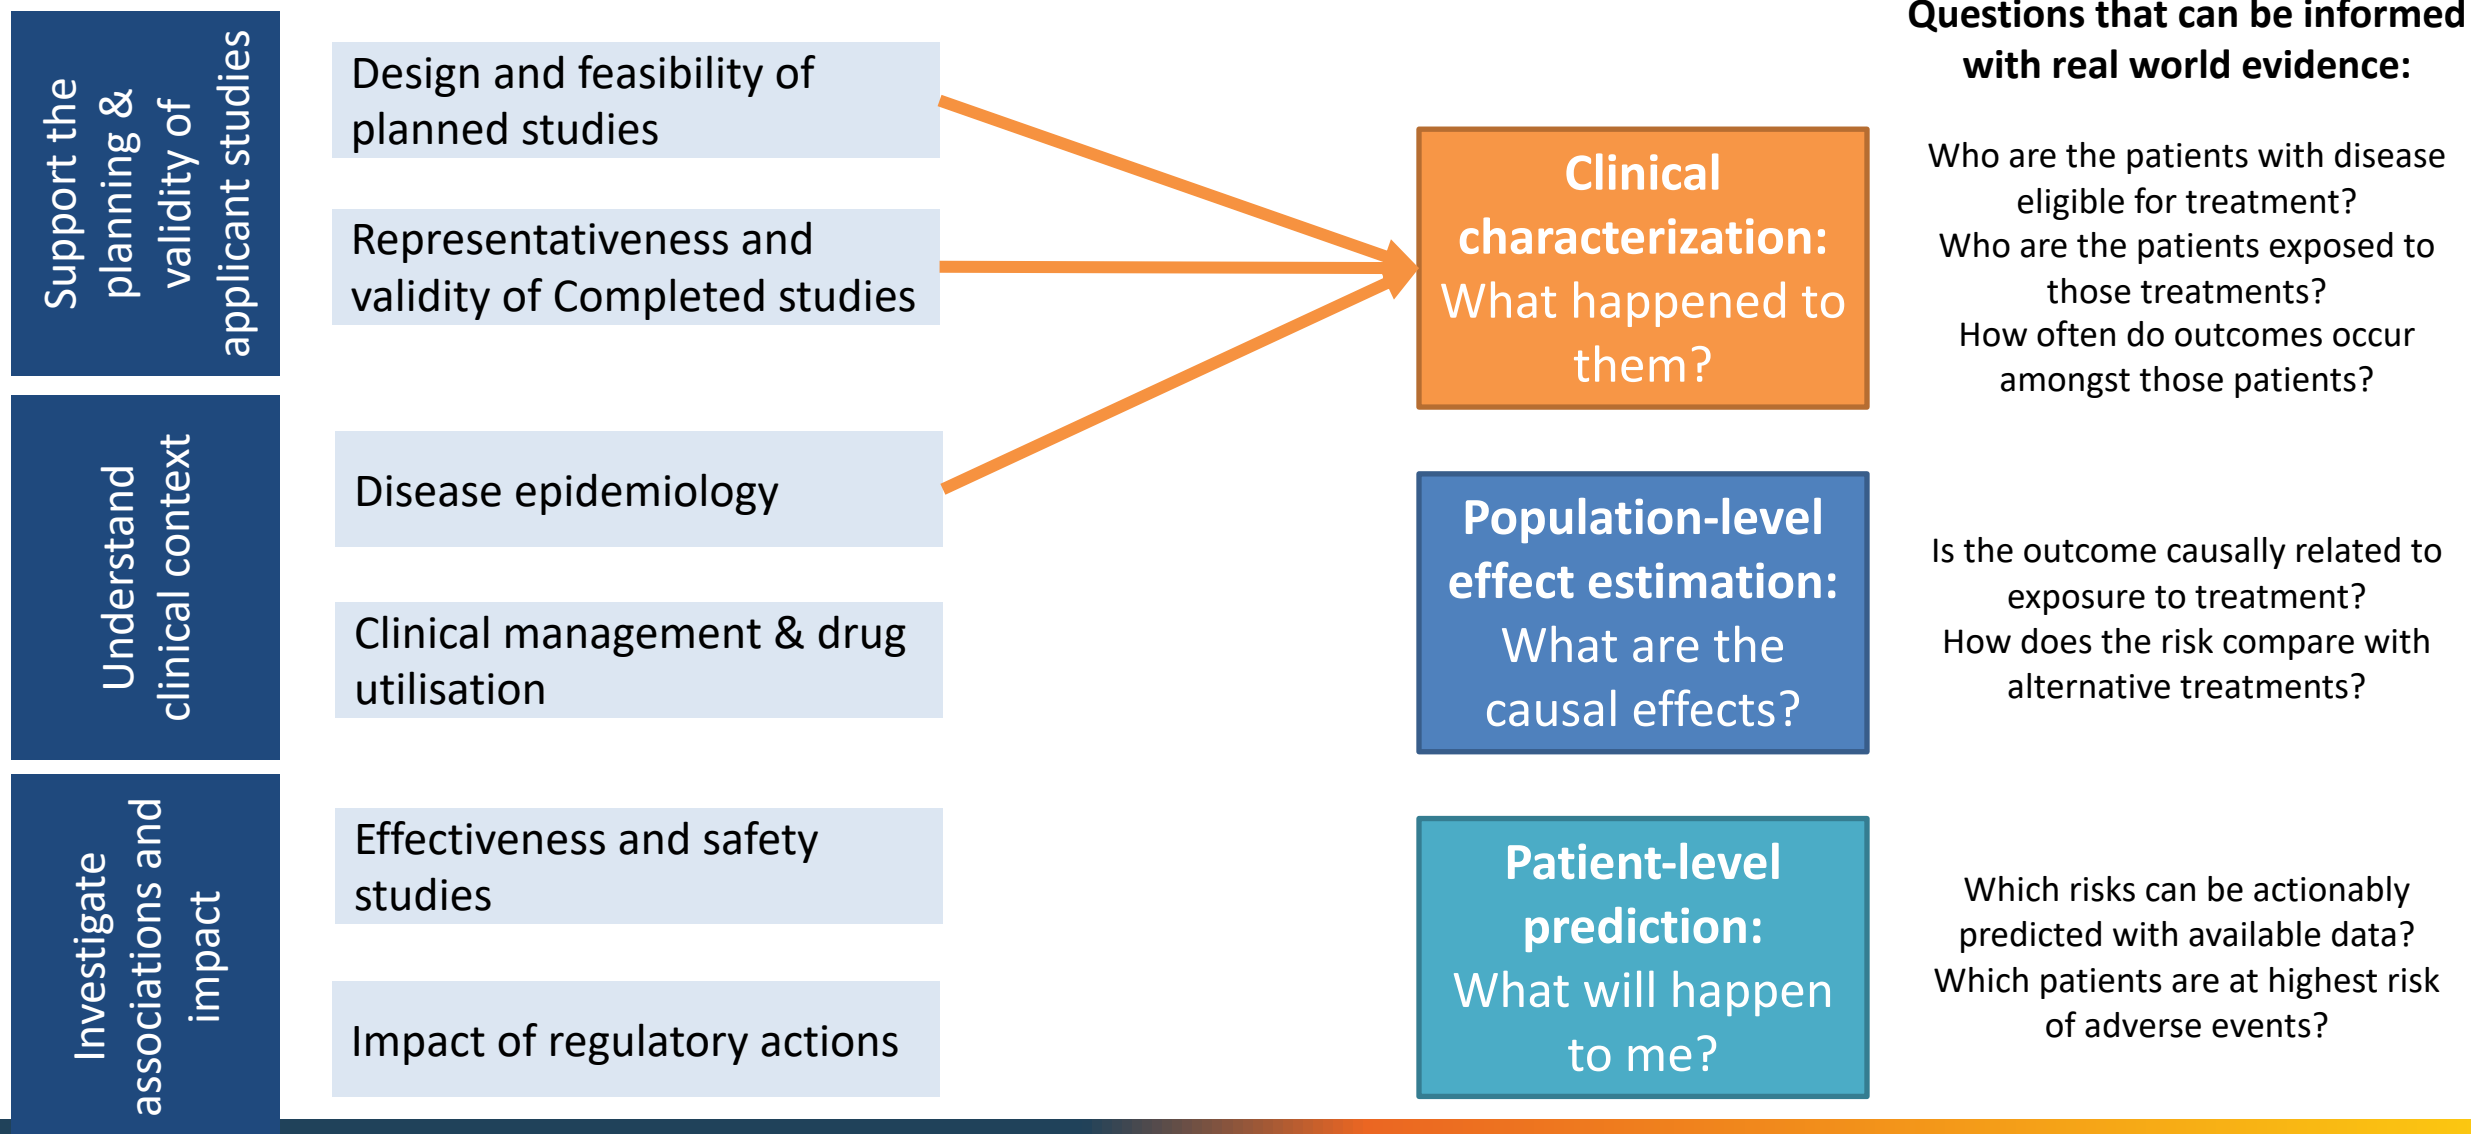 Support the
planning &
validity of
applicant studies
Design and feasibility of
planned studies
Representativeness and
validity of Completed studies
Understand
clinical context
Disease epidemiology
Clinical management & drug
utilisation
Investigate
associations and
impact
Effectiveness and safety
studies
Impact of regulatory actions
Clinical
characterization:
What happened to
them?
Population-level
effect estimation:
What are the
causal effects?
Patient-level
prediction:
What will happen
to me?
Questions that can be informed
with real world evidence:
Who are the patients with disease
eligible for treatment?
Who are the patients exposed to
those treatments?
How often do outcomes occur
amongst those patients?
Is the outcome causally related to
exposure to treatment?
How does the risk compare with
alternative treatments?
Which risks can be actionably
predicted with available data?
Which patients are at highest risk
of adverse events?